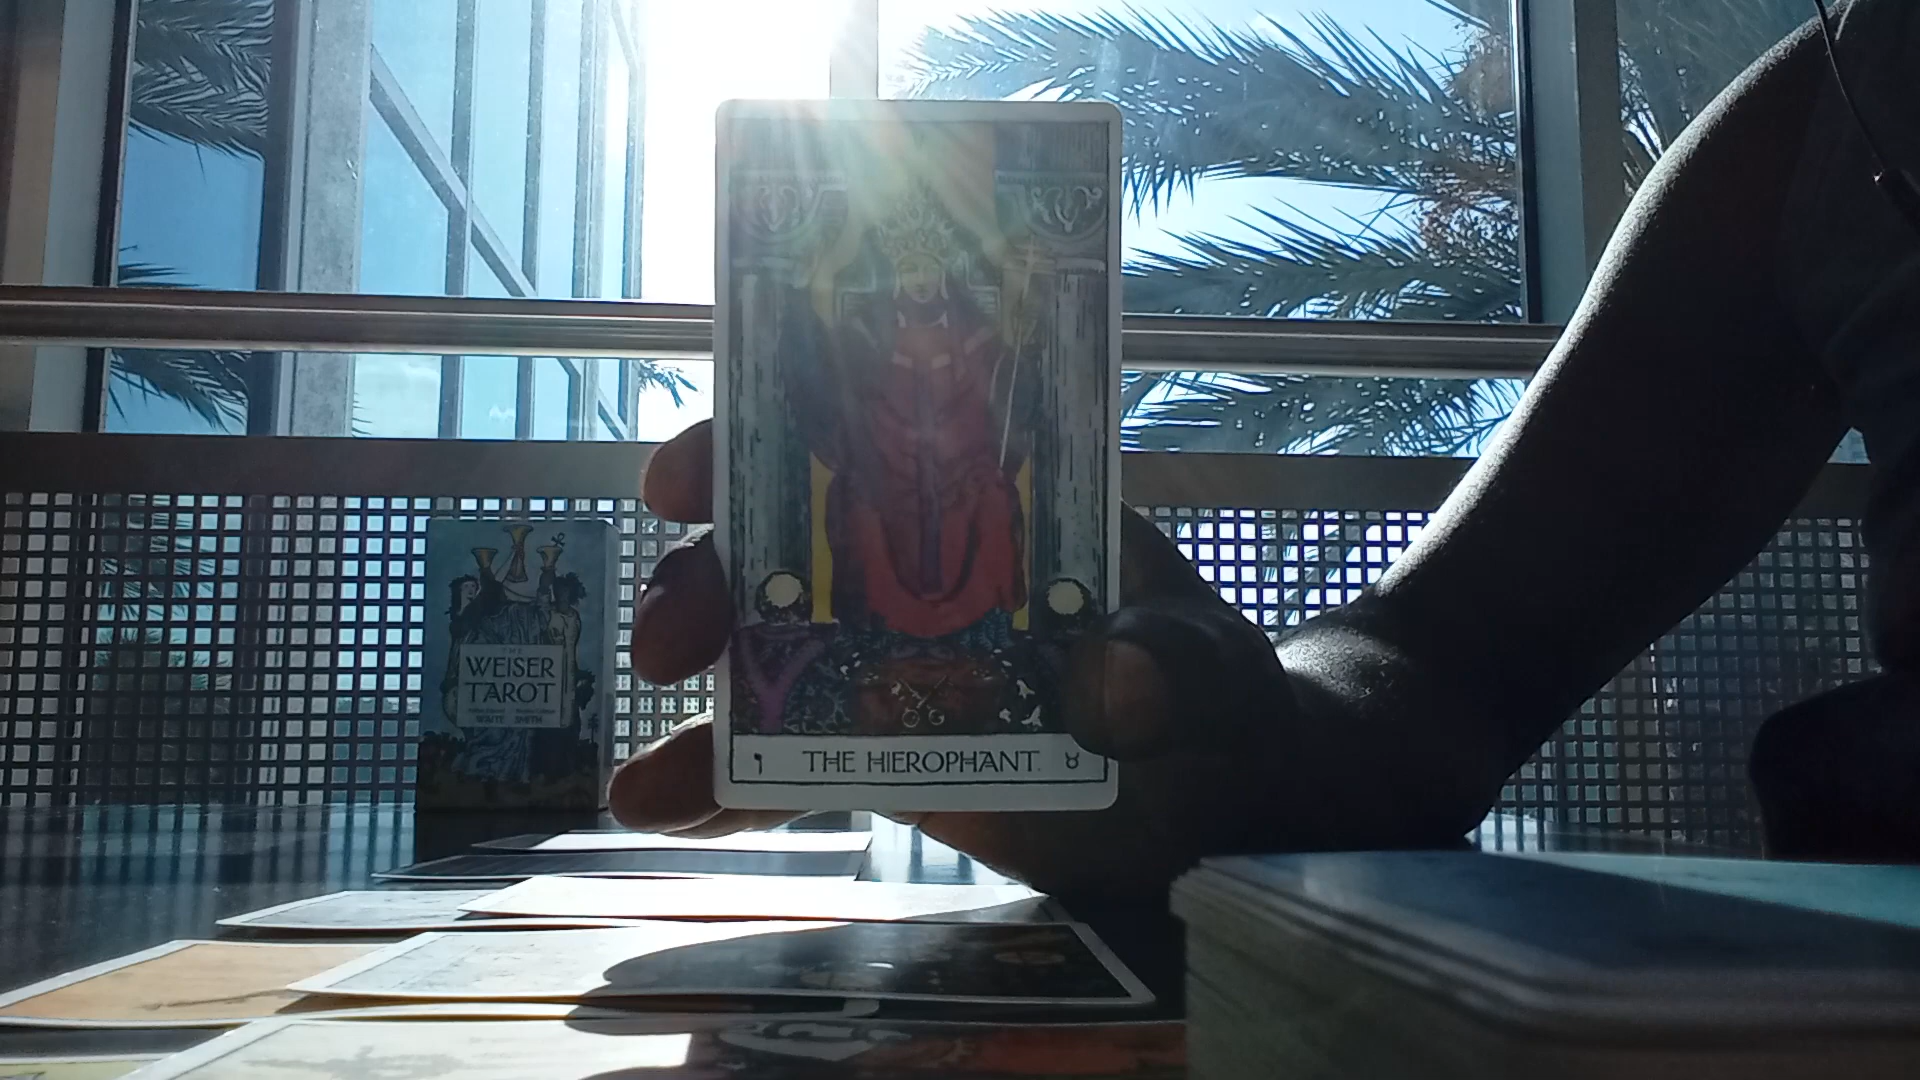 THE
WEISER
TAROT
WAITE SMITH
ו THE HIEROPHANT. ♉